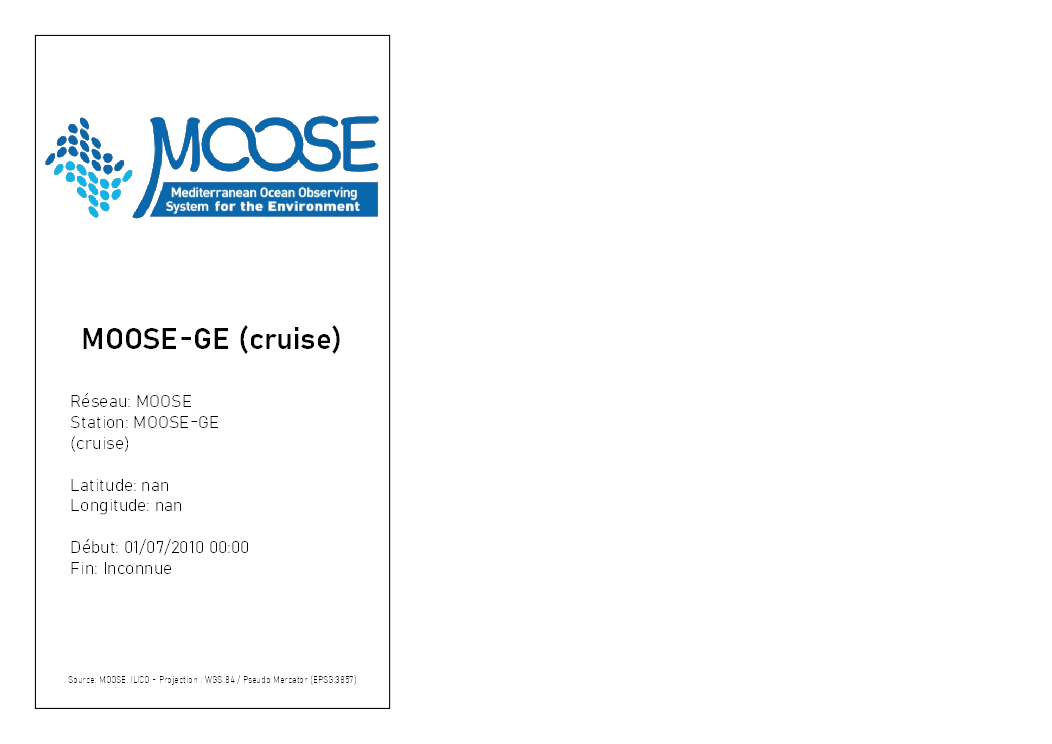 MOOSE
Mediterranean Ocean Observing
System for the Environment
MOOSE-GE (cruise)
Réseau: MOOSE
Station: MOOSE-GE
(cruise)
Latitude: nan
Longitude: nan
Début: 01/07/2010 00:00
Fin: Inconnue
Source: MOOSE, ILICO - Projection : WGS 84 / Pseudo Mercator (EPSG:3857)